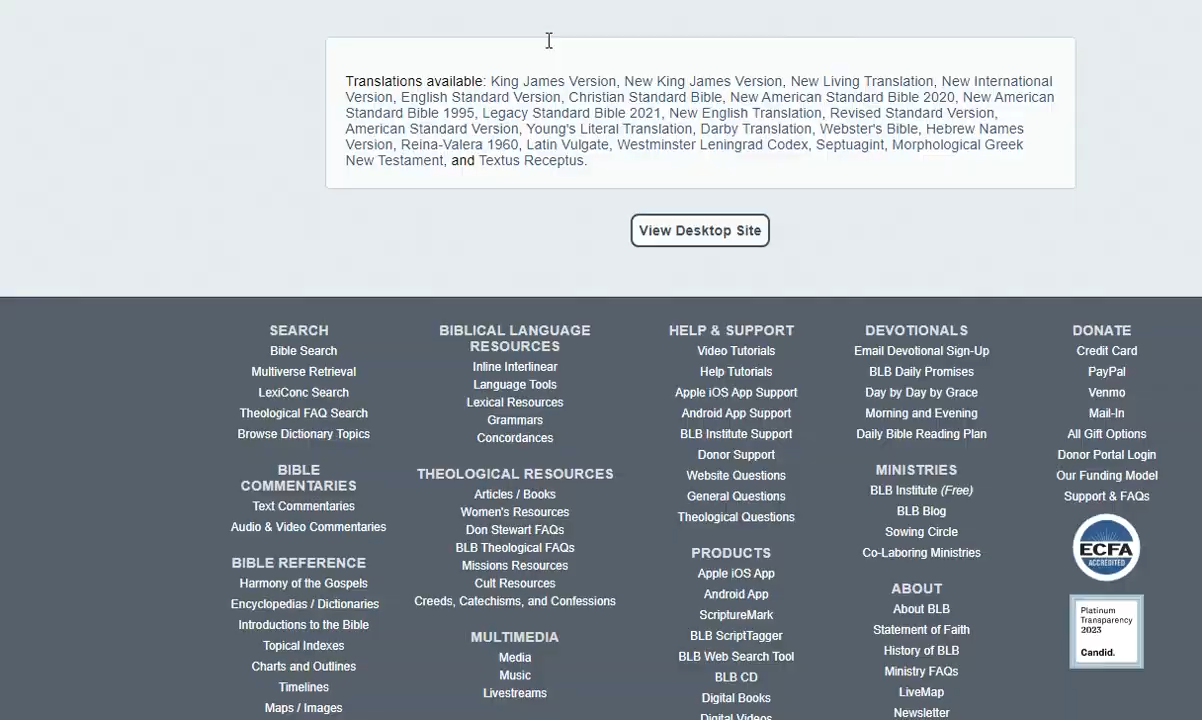 Translations available: King James Version, New King James Version, New Living Translation, New International
Version, English Standard Version, Christian Standard Bible, New American Standard Bible 2020, New American
Standard Bible 1995, Legacy Standard Bible 2021, New English Translation, Revised Standard Version,
American Standard Version, Young's Literal Translation, Darby Translation, Webster's Bible, Hebrew Names
Version, Reina-Valera 1960, Latin Vulgate, Westminster Leningrad Codex, Septuagint, Morphological Greek
New Testament, and Textus Receptus.
View Desktop Site
SEARCH
Bible Search
Multiverse Retrieval
LexiConc Search
Theological FAQ Search
Browse Dictionary Topics
BIBLE
COMMENTARIES
Text Commentaries
Audio & Video Commentaries
BIBLE REFERENCE
Harmony of the Gospels
Encyclopedias / Dictionaries
Introductions to the Bible
Topical Indexes
Charts and Outlines
Timelines
Maps / Images
BIBLICAL LANGUAGE
RESOURCES
Inline Interlinear
Language Tools
Lexical Resources
Grammars
Concordances
THEOLOGICAL RESOURCES
Articles / Books
Women's Resources
Don Stewart FAQs
BLB Theological FAQs
Missions Resources
Cult Resources
Creeds, Catechisms, and Confessions
MULTIMEDIA
Media
Music
Livestreams
HELP & SUPPORT
Video Tutorials
Help Tutorials
Apple iOS App Support
Android App Support
BLB Institute Support
Donor Support
Website Questions
General Questions
Theological Questions
PRODUCTS
Apple iOS App
Android App
ScriptureMark
BLB ScriptTagger
BLB Web Search Tool
BLB CD
Digital Books
Digital Videos
DEVOTIONALS
Email Devotional Sign-Up
BLB Daily Promises
Day by Day by Grace
Morning and Evening
Daily Bible Reading Plan
MINISTRIES
BLB Institute (Free)
BLB Blog
Sowing Circle
Co-Laboring Ministries
ABOUT
About BLB
Statement of Faith
History of BLB
Ministry FAQs
LiveMap
Newsletter
DONATE
Credit Card
PayPal
Venmo
Mail-In
All Gift Options
Donor Portal Login
Our Funding Model
Support & FAQs
ECFA
ACCREDITED
Platinum
Transparency
2023
Candid.